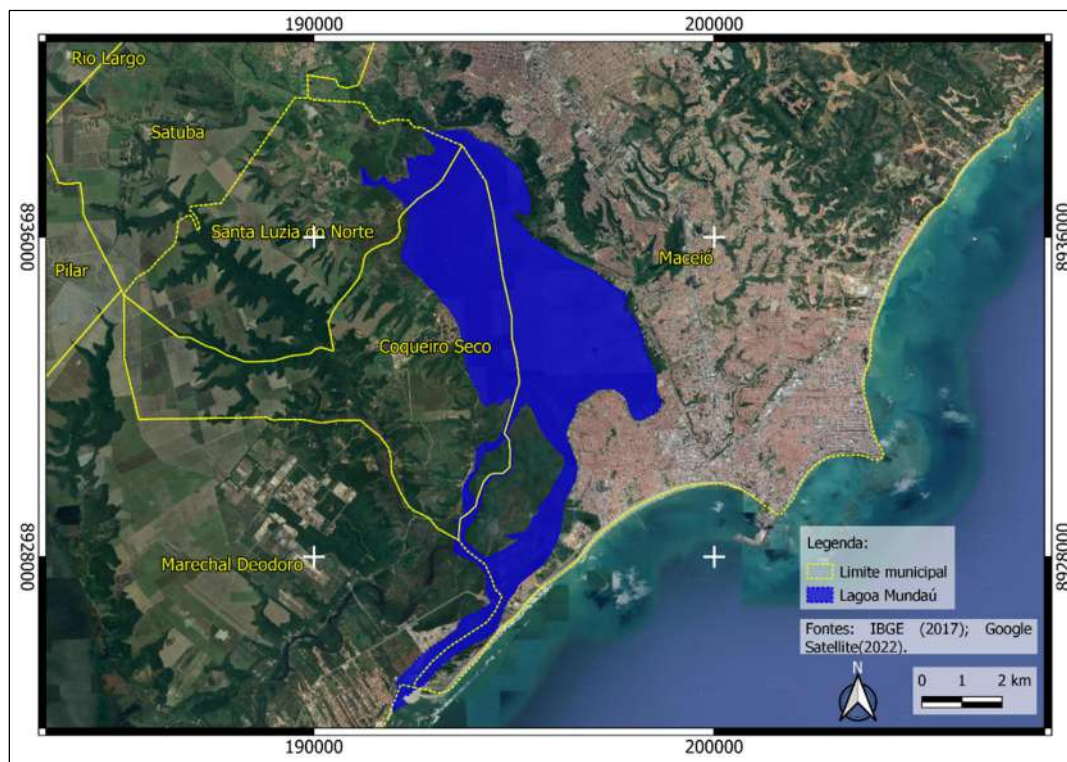 190000
200000
Rio Largo
Satuba
8936000
Santa Luzia do Norte
Maceió
8936000
Pilar
Coqueiro Seco
Marechal Deodoro
8928000
8928000
Legenda:
Limite municipal
Lagoa Mundaú
Fontes: IBGE (2017); Google
Satellite(2022).
N
0 1 2 km
190000
200000